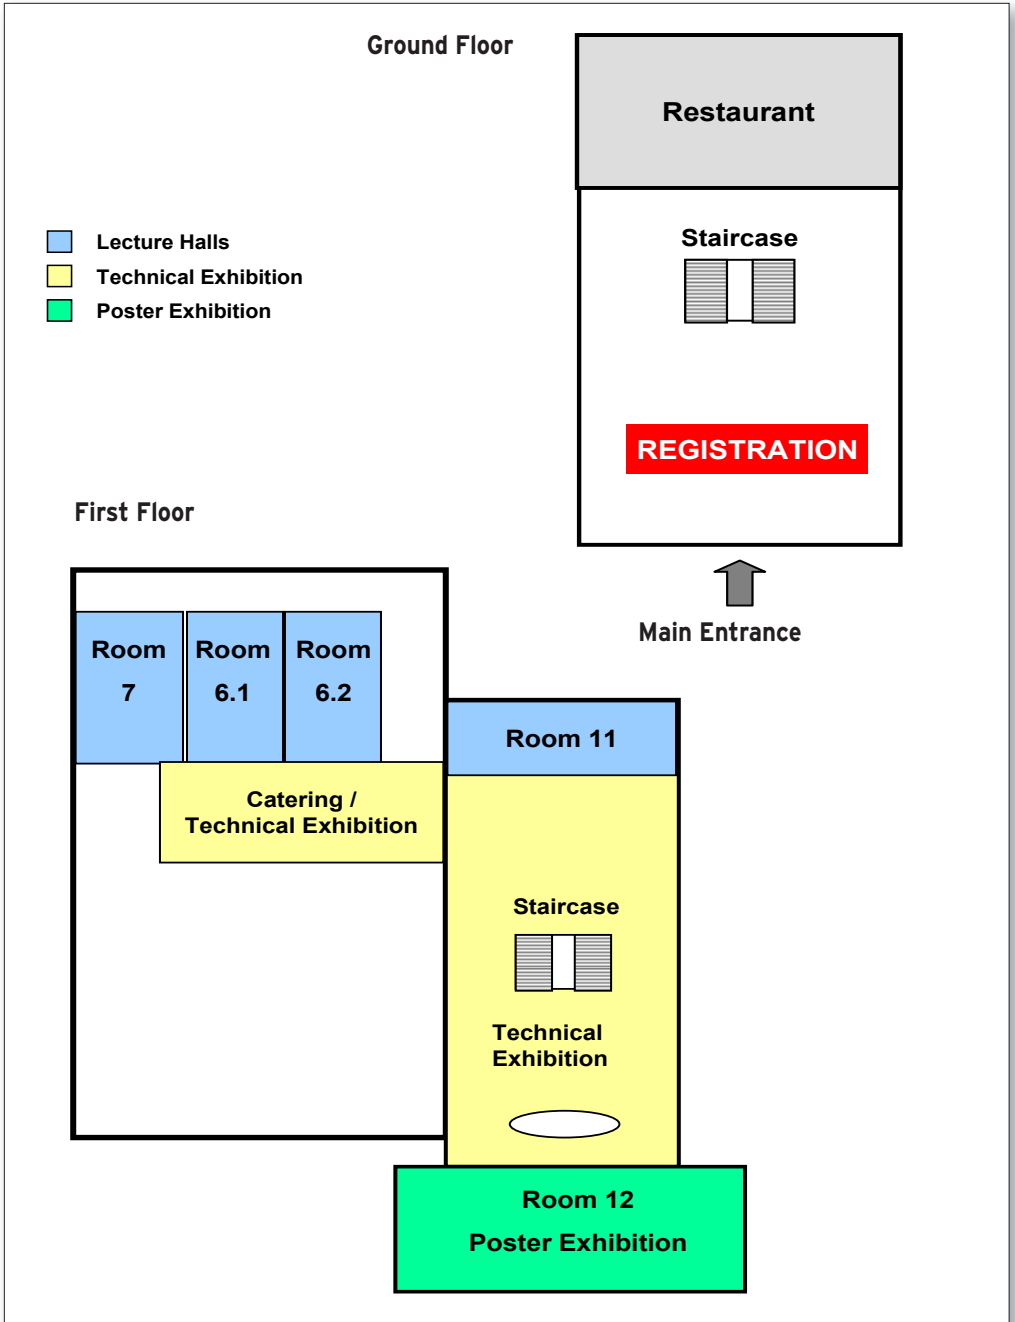 Ground Floor
Restaurant
Staircase
Lecture Halls
Technical Exhibition
Poster Exhibition
REGISTRATION
Main Entrance
First Floor
Room
7
Room
6.1
Room
6.2
Room 11
Catering /
Technical Exhibition
Staircase
Technical
Exhibition
Room 12
Poster Exhibition